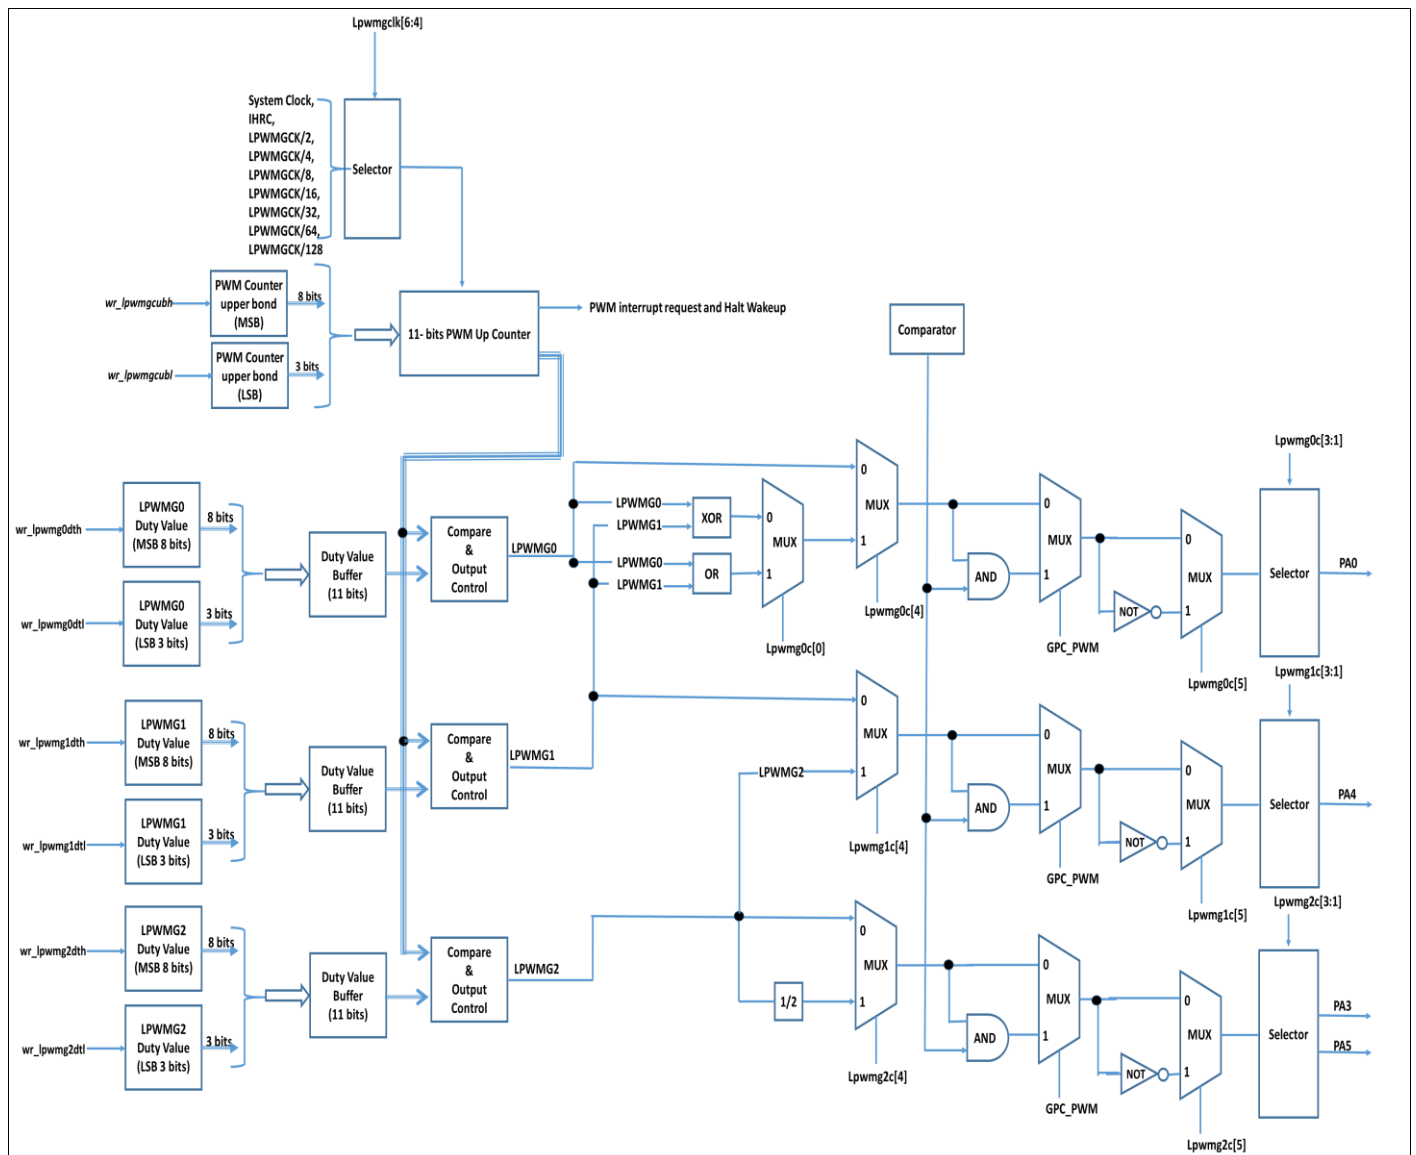 Lpwmgclk[6:4]
System Clock,
IHRC,
LPWMGCK/2,
LPWMGCK/4,
LPWMGCK/8,
LPWMGCK/16,
LPWMGCK/32,
LPWMGCK/64,
LPWMGCK/128
Selector
wr_lpwmgcubh
PWM Counter
upper bond
(MSB)
8 bits
wr_lpwmgcubl
PWM Counter
upper bond
(LSB)
3 bits
11- bits PWM Up Counter
PWM interrupt request and Halt Wakeup
Comparator
wr_lpwmg0dth
LPWMG0
Duty Value
(MSB 8 bits)
8 bits
wr_lpwmg0dtl
LPWMG0
Duty Value
(LSB 3 bits)
3 bits
Duty Value
Buffer
(11 bits)
Compare
&
Output
Control
LPWMG0
LPWMG0
LPWMG1
XOR
LPWMG0
LPWMG1
OR
0
MUX
1
Lpwmg0c[0]
0
MUX
1
Lpwmg0c[4]
AND
0
MUX
1
GPC_PWM
NOT
0
MUX
1
Lpwmg0c[5]
Lpwmg0c[3:1]
Selector
PA0
wr_lpwmg1dth
LPWMG1
Duty Value
(MSB 8 bits)
8 bits
wr_lpwmg1dtl
LPWMG1
Duty Value
(LSB 3 bits)
3 bits
Duty Value
Buffer
(11 bits)
Compare
&
Output
Control
LPWMG1
LPWMG2
0
MUX
1
Lpwmg1c[4]
AND
0
MUX
1
GPC_PWM
NOT
0
MUX
1
Lpwmg1c[5]
Lpwmg1c[3:1]
Selector
PA4
wr_lpwmg2dth
LPWMG2
Duty Value
(MSB 8 bits)
8 bits
wr_lpwmg2dtl
LPWMG2
Duty Value
(LSB 3 bits)
3 bits
Duty Value
Buffer
(11 bits)
Compare
&
Output
Control
LPWMG2
1/2
0
MUX
1
Lpwmg2c[4]
AND
0
MUX
1
GPC_PWM
NOT
0
MUX
1
Lpwmg2c[5]
Lpwmg2c[3:1]
Selector
PA3
PA5